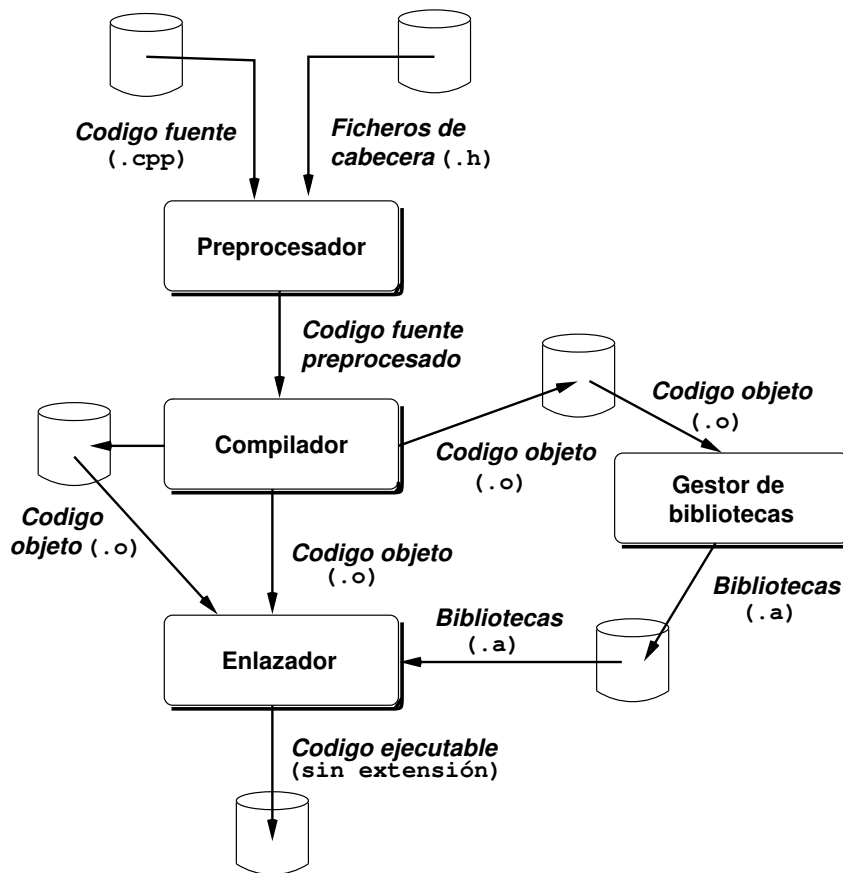 Codigo fuente
(.cpp)
Ficheros de
cabecera (.h)
Preprocesador
Codigo fuente
preprocesado
Compilador
Codigo objeto
(.o)
Codigo objeto
(.o)
Gestor de
bibliotecas
Codigo
objeto (.o)
Codigo objeto
(.o)
Bibliotecas
(.a)
Bibliotecas
(.a)
Enlazador
Codigo ejecutable
(sin extensión)